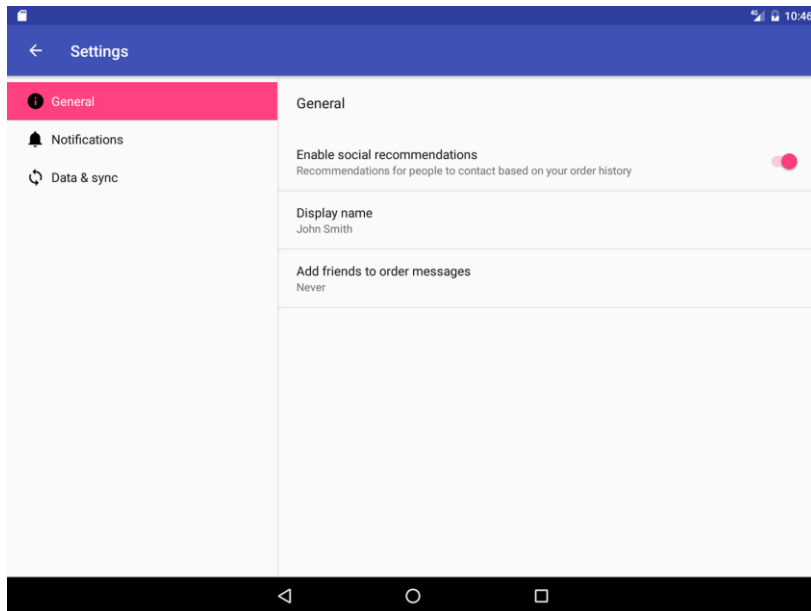 4G 10:46
Settings
General
Notifications
Data & sync
General
Enable social recommendations
Recommendations for people to contact based on your order history
Display name
John Smith
Add friends to order messages
Never